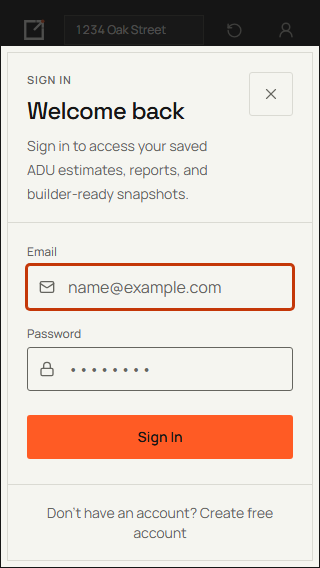 1234 Oak Street
SIGN IN
Welcome back
Sign in to access your saved
ADU estimates, reports, and
builder-ready snapshots.
Email
name@example.com
Password
••••••••
Sign In
Don't have an account? Create free
account